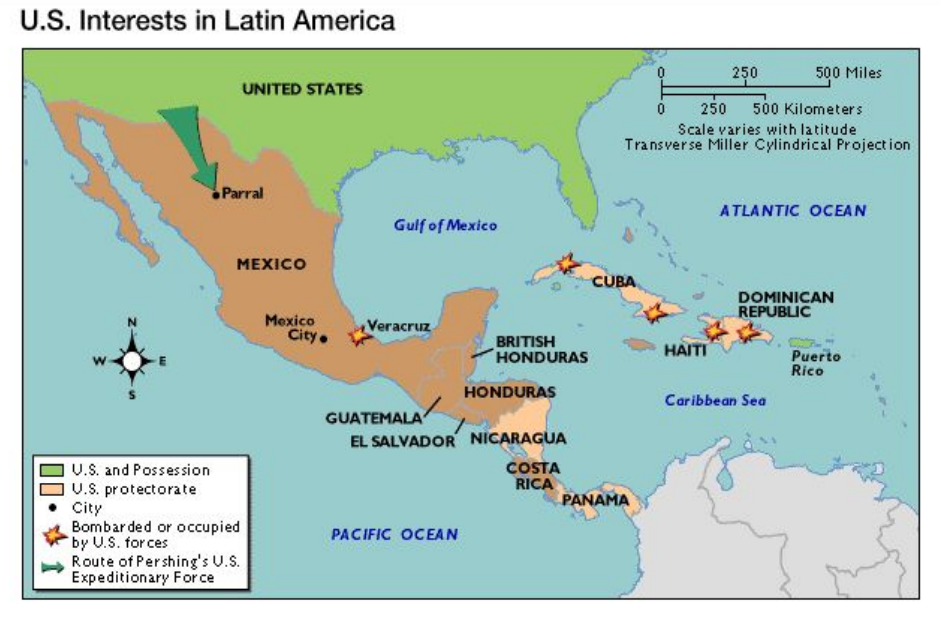 U.S. Interests in Latin America
0 250 500 Miles
0 250 500 Kilometers
Scale varies with latitude
Transverse Miller Cylindrical Projection
UNITED STATES
Parral
Gulf of Mexico
ATLANTIC OCEAN
MEXICO
CUBA
DOMINICAN
REPUBLIC
Mexico
City
Veracruz
HAITI
Puerto
Rico
N
W
E
S
BRITISH
HONDURAS
HONDURAS
Caribbean Sea
GUATEMALA
EL SALVADOR
NICARAGUA
COSTA
RICA
PANAMA
PACIFIC OCEAN
U.S. and Possession
U.S. protectorate
City
Bombarded or occupied
by U.S. forces
Route of Pershing's U.S.
Expeditionary Force